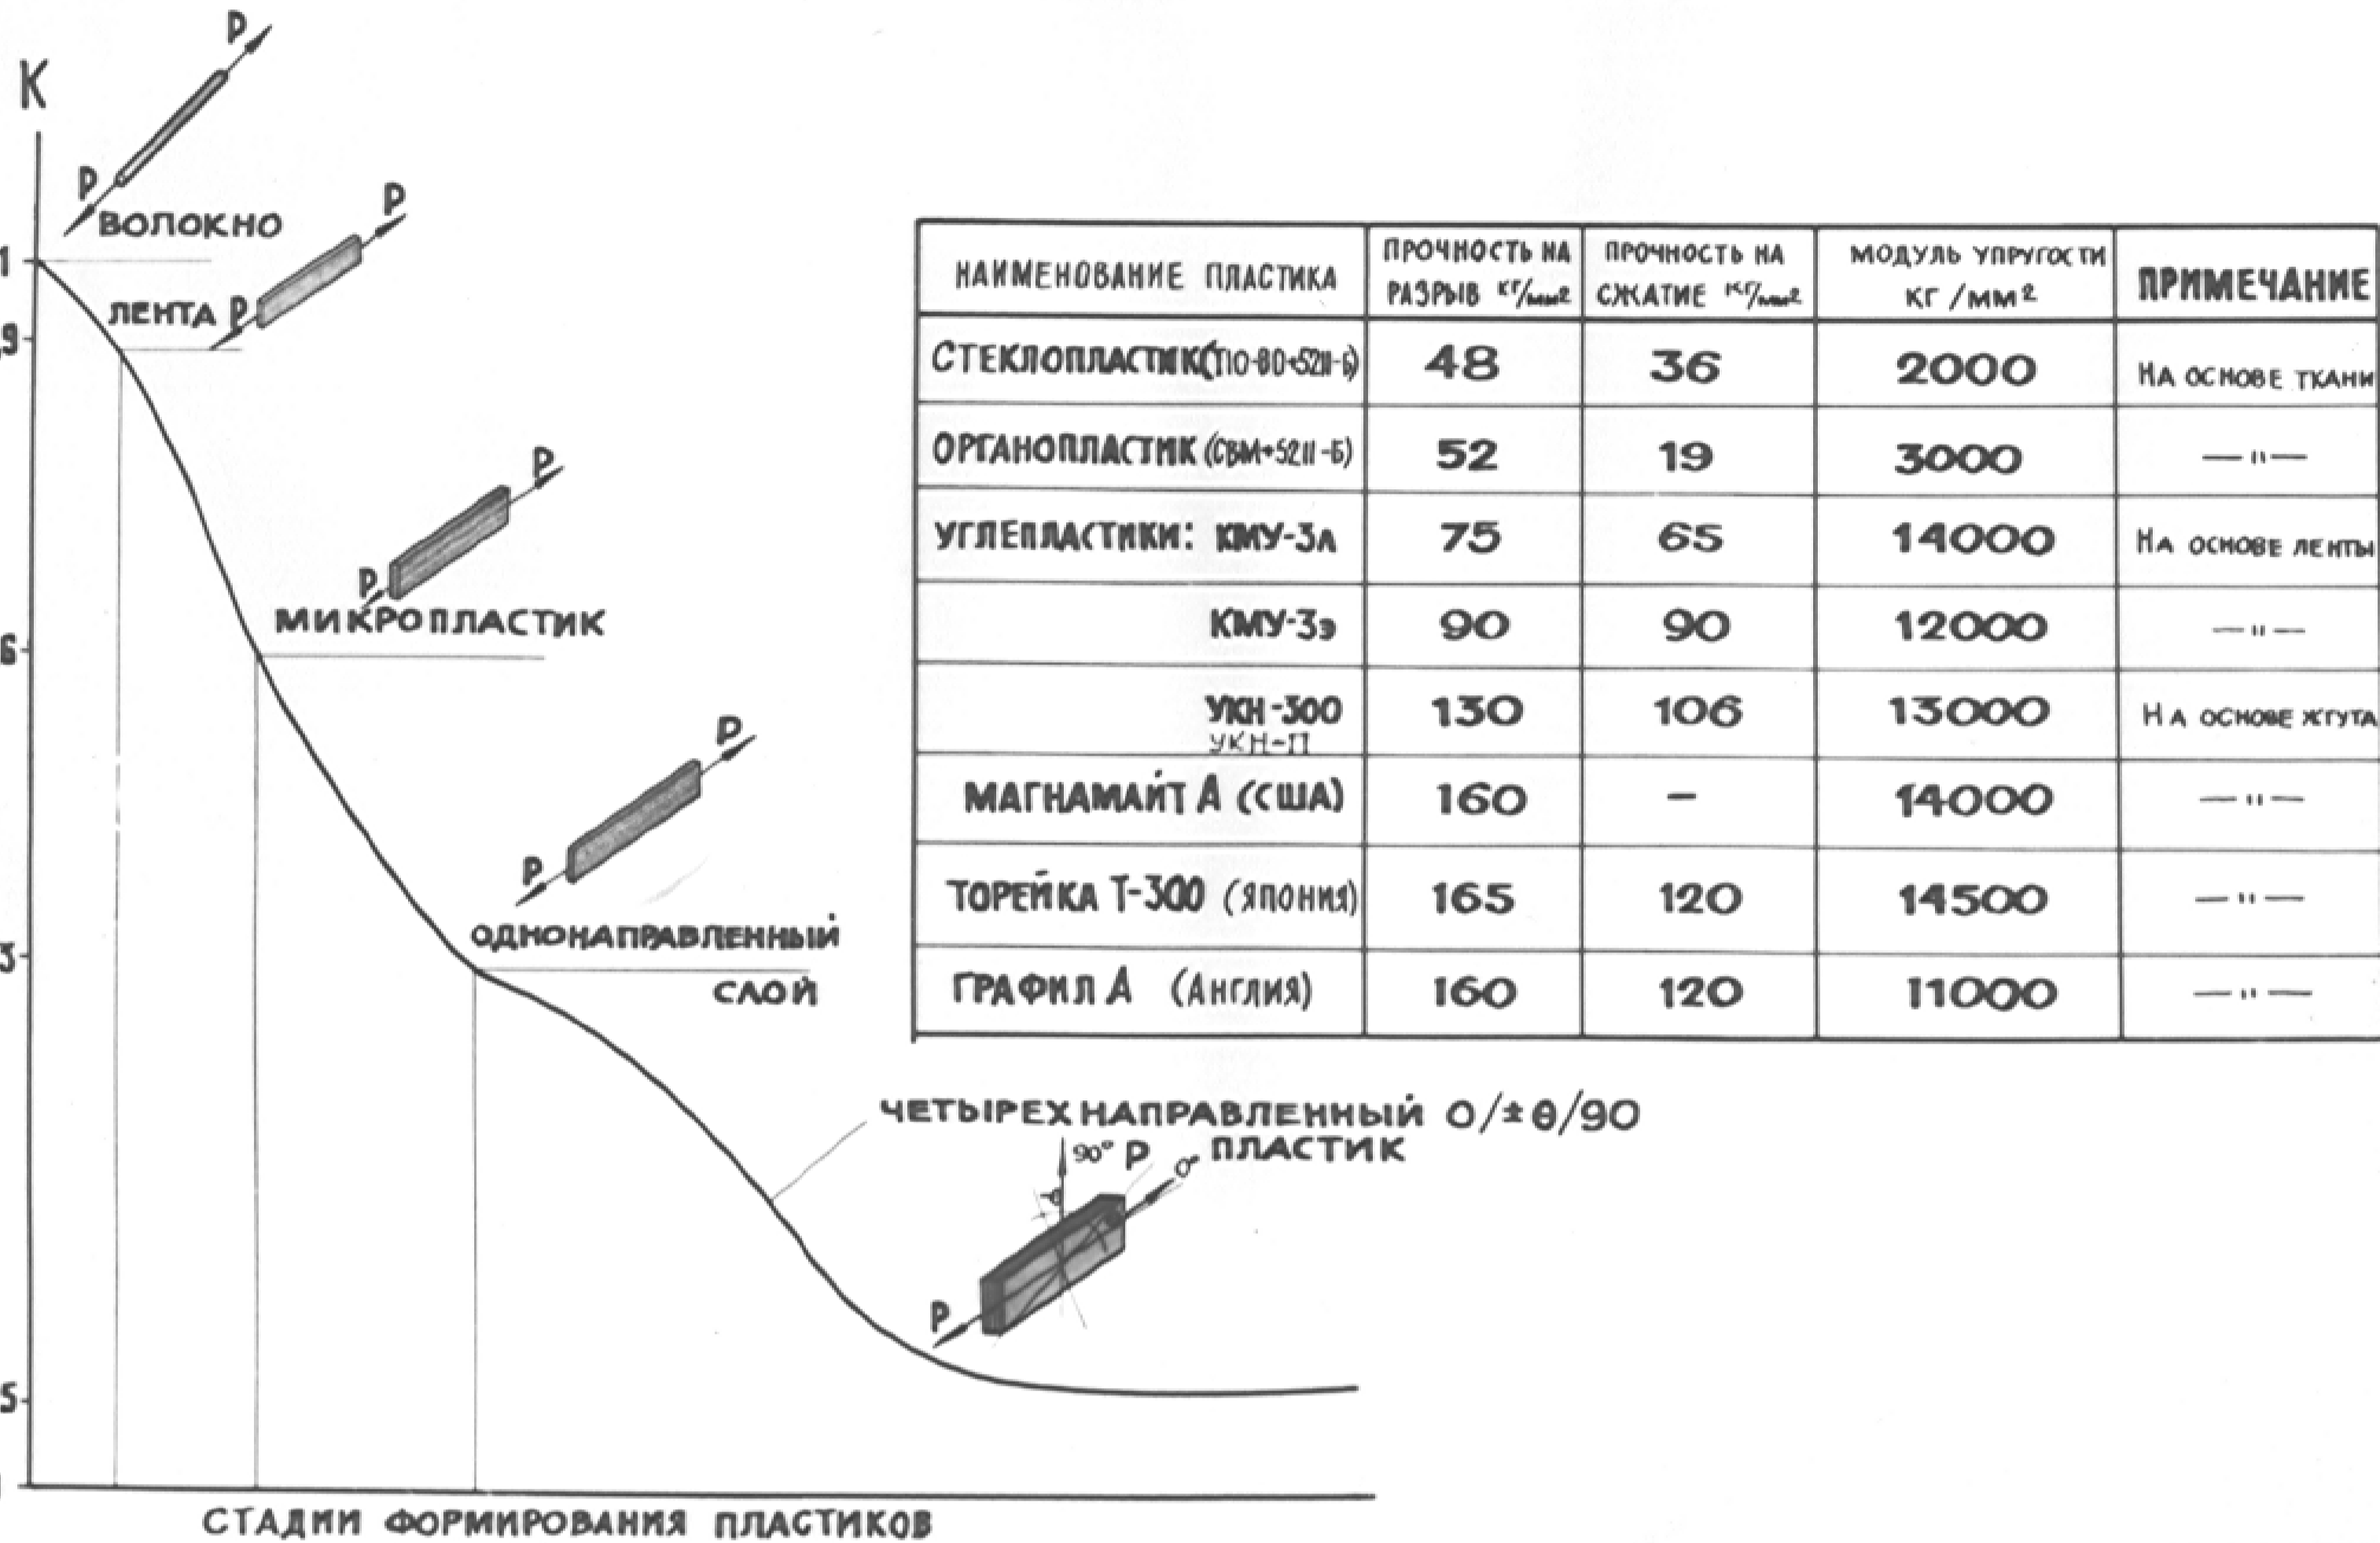 K
P
P
ВОЛОКНО
1
P
ЛЕНТА P
9
P
P
МИКРОПЛАСТИК
6
P
P
ОДНОНАПРАВЛЕННЫЙ
СЛОЙ
3
ЧЕТЫРЕХНАПРАВЛЕННЫЙ 0/±θ/90
ПЛАСТИК
90° P 0°
P
5
СТАДИИ ФОРМИРОВАНИЯ ПЛАСТИКОВ
НАИМЕНОВАНИЕ ПЛАСТИКА
ПРОЧНОСТЬ НА
РАЗРЫВ кг/мм²
ПРОЧНОСТЬ НА
СЖАТИЕ кг/мм²
МОДУЛЬ УПРУГОСТИ
КГ/ММ²
ПРИМЕЧАНИЕ
СТЕКЛОПЛАСТИК(Т10-80+5211-Б) 48 36 2000 НА ОСНОВЕ ТКАНИ
ОРГАНОПЛАСТИК (СВМ+5211-Б) 52 19 3000 —"—
УГЛЕПЛАСТИКИ: КМУ-3л 75 65 14000 НА ОСНОВЕ ЛЕНТЫ
КМУ-3э 90 90 12000 —"—
УКН-300 130 106 13000 НА ОСНОВЕ ЖГУТА
УКН-П
МАГНАМАЙТ А (США) 160 – 14000 —"—
ТОРЕЙКА Т-300 (ЯПОНИЯ) 165 120 14500 —"—
ГРАФИЛ А (АНГЛИЯ) 160 120 11000 —"—